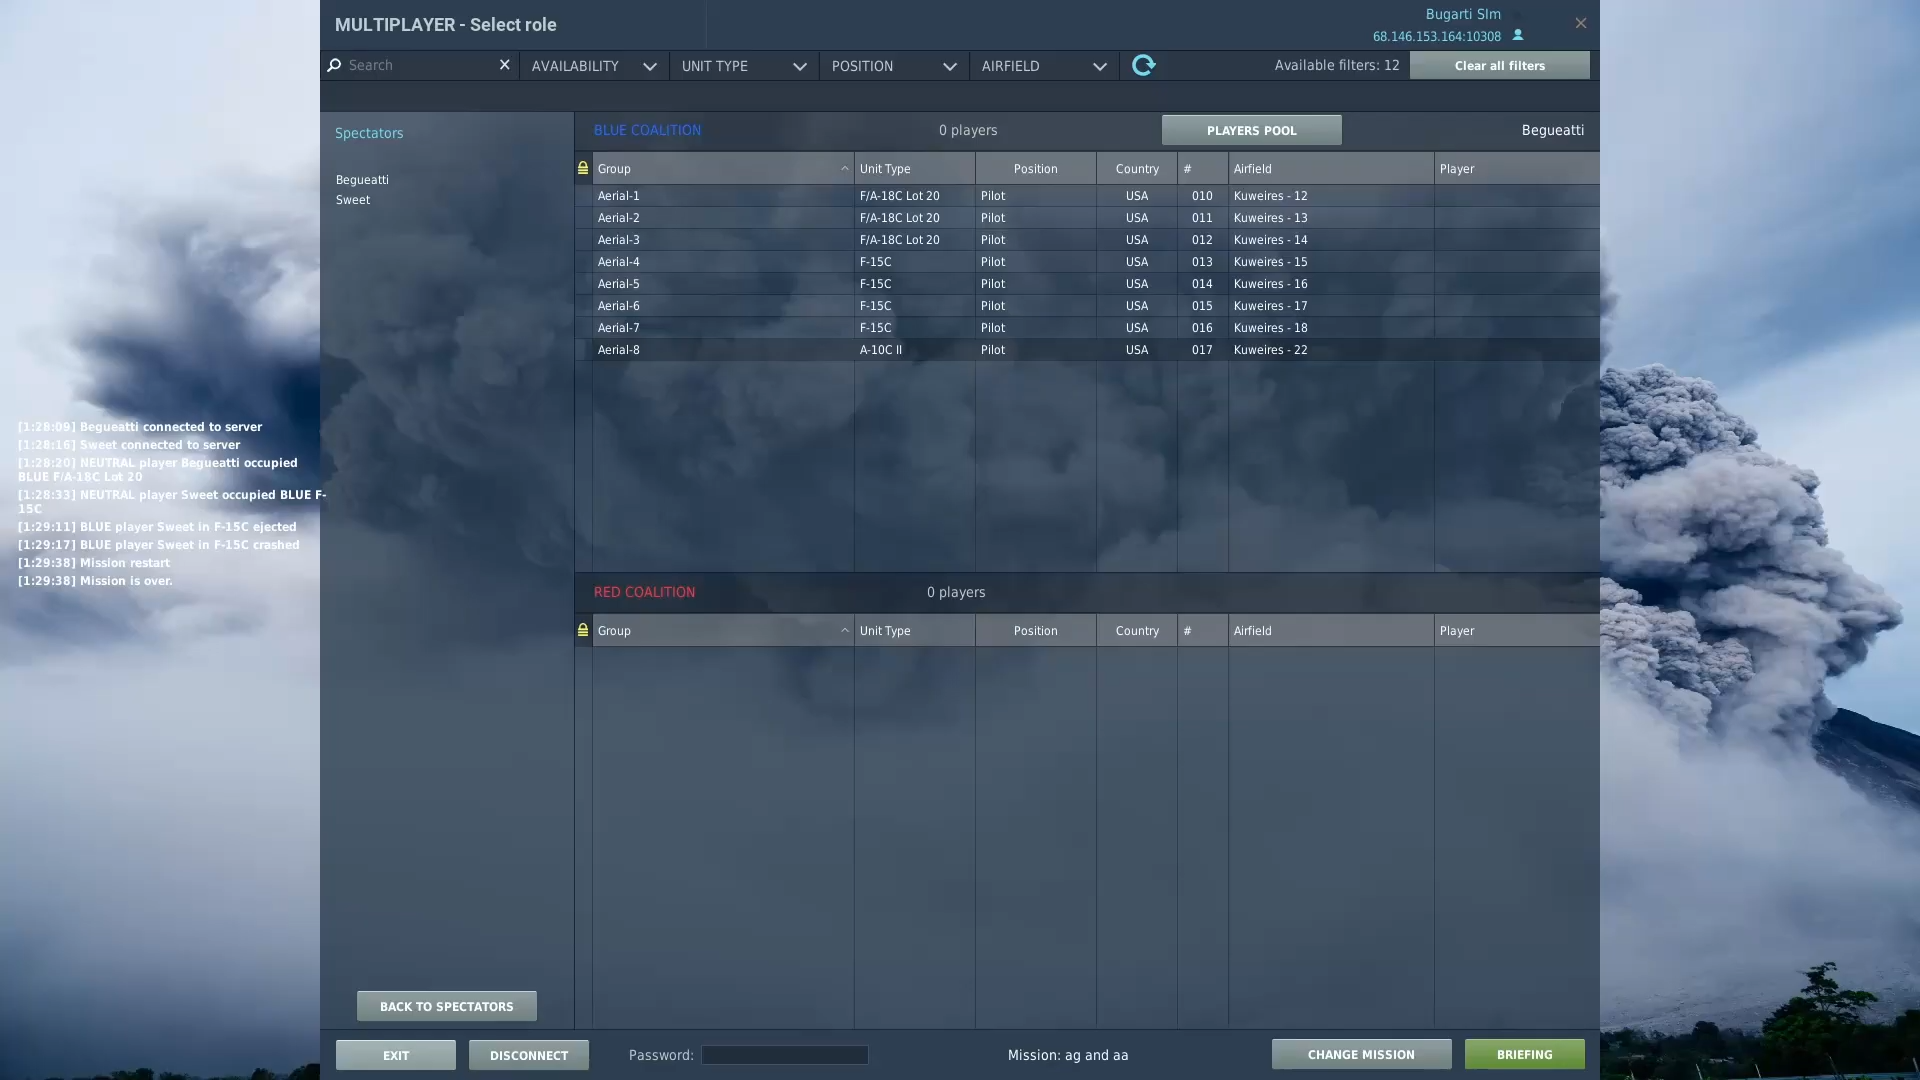 MULTIPLAYER - Select role
Bugarti SIm
68.146.153.164:10308
Search
AVAILABILITY
UNIT TYPE
POSITION
AIRFIELD
Available filters: 12
Clear all filters
Spectators
Begueatti
Sweet
BLUE COALITION 0 players PLAYERS POOL Begueatti
Group Unit Type Position Country # Airfield Player
Aerial-1 F/A-18C Lot 20 Pilot USA 010 Kuweires - 12
Aerial-2 F/A-18C Lot 20 Pilot USA 011 Kuweires - 13
Aerial-3 F/A-18C Lot 20 Pilot USA 012 Kuweires - 14
Aerial-4 F-15C Pilot USA 013 Kuweires - 15
Aerial-5 F-15C Pilot USA 014 Kuweires - 16
Aerial-6 F-15C Pilot USA 015 Kuweires - 17
Aerial-7 F-15C Pilot USA 016 Kuweires - 18
Aerial-8 A-10C II Pilot USA 017 Kuweires - 22
[1:28:09] Begueatti connected to server
[1:28:16] Sweet connected to server
[1:28:20] NEUTRAL player Begueatti occupied
BLUE F/A-18C Lot 20
[1:28:33] NEUTRAL player Sweet occupied BLUE F-
15C
[1:29:11] BLUE player Sweet in F-15C ejected
[1:29:17] BLUE player Sweet in F-15C crashed
[1:29:38] Mission restart
[1:29:38] Mission is over.
RED COALITION 0 players
Group Unit Type Position Country # Airfield Player
BACK TO SPECTATORS
EXIT DISCONNECT Password: Mission: ag and aa CHANGE MISSION BRIEFING